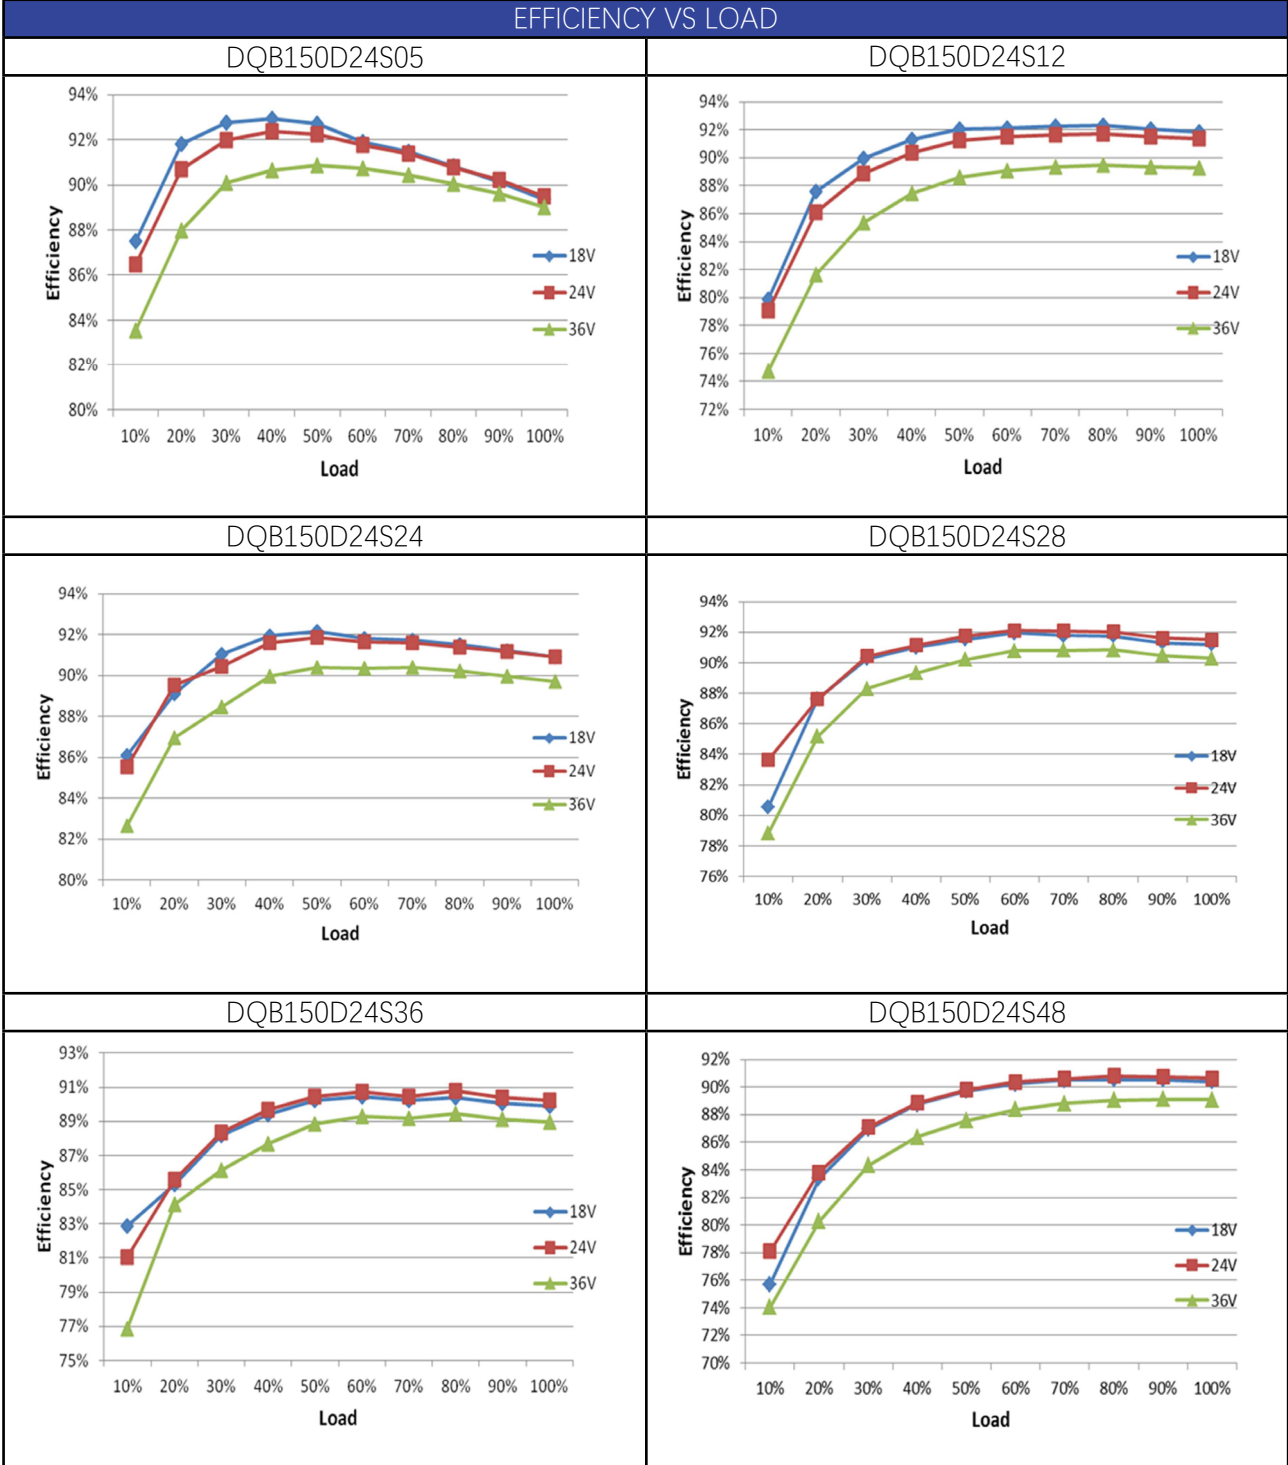 EFFICIENCY VS LOAD
DQB150D24S05
DQB150D24S12
94%
92%
90%
88%
86%
84%
82%
80%
Efficiency
10% 20% 30% 40% 50% 60% 70% 80% 90% 100%
Load
18V
24V
36V
94%
92%
90%
88%
86%
84%
82%
80%
78%
76%
74%
72%
Efficiency
10% 20% 30% 40% 50% 60% 70% 80% 90% 100%
Load
18V
24V
36V
DQB150D24S24
DQB150D24S28
94%
92%
90%
88%
86%
84%
82%
80%
Efficiency
10% 20% 30% 40% 50% 60% 70% 80% 90% 100%
Load
18V
24V
36V
94%
92%
90%
88%
86%
84%
82%
80%
78%
76%
Efficiency
10% 20% 30% 40% 50% 60% 70% 80% 90% 100%
Load
18V
24V
36V
DQB150D24S36
DQB150D24S48
93%
91%
89%
87%
85%
83%
81%
79%
77%
75%
Efficiency
10% 20% 30% 40% 50% 60% 70% 80% 90% 100%
Load
18V
24V
36V
92%
90%
88%
86%
84%
82%
80%
78%
76%
74%
72%
70%
Efficiency
10% 20% 30% 40% 50% 60% 70% 80% 90% 100%
Load
18V
24V
36V